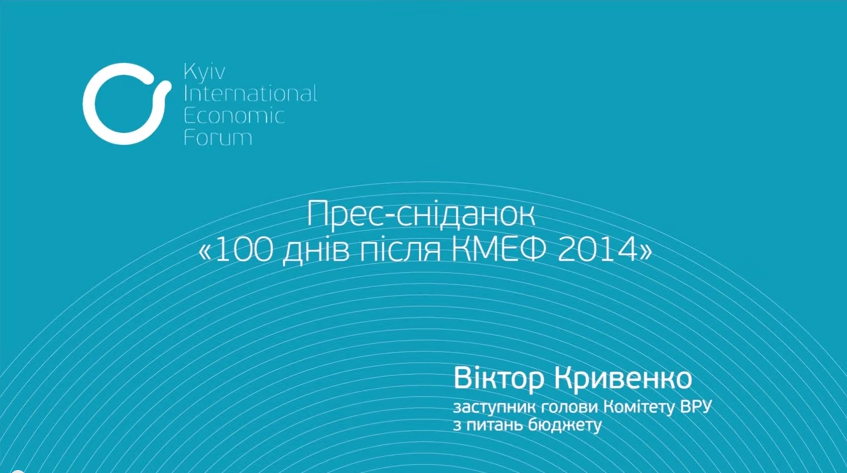 Kyiv
International
Economic
Forum
Прес-сніданок
«100 днів після КМЕФ 2014»
Віктор Кривенко
заступник голови Комітету ВРУ
з питань бюджету